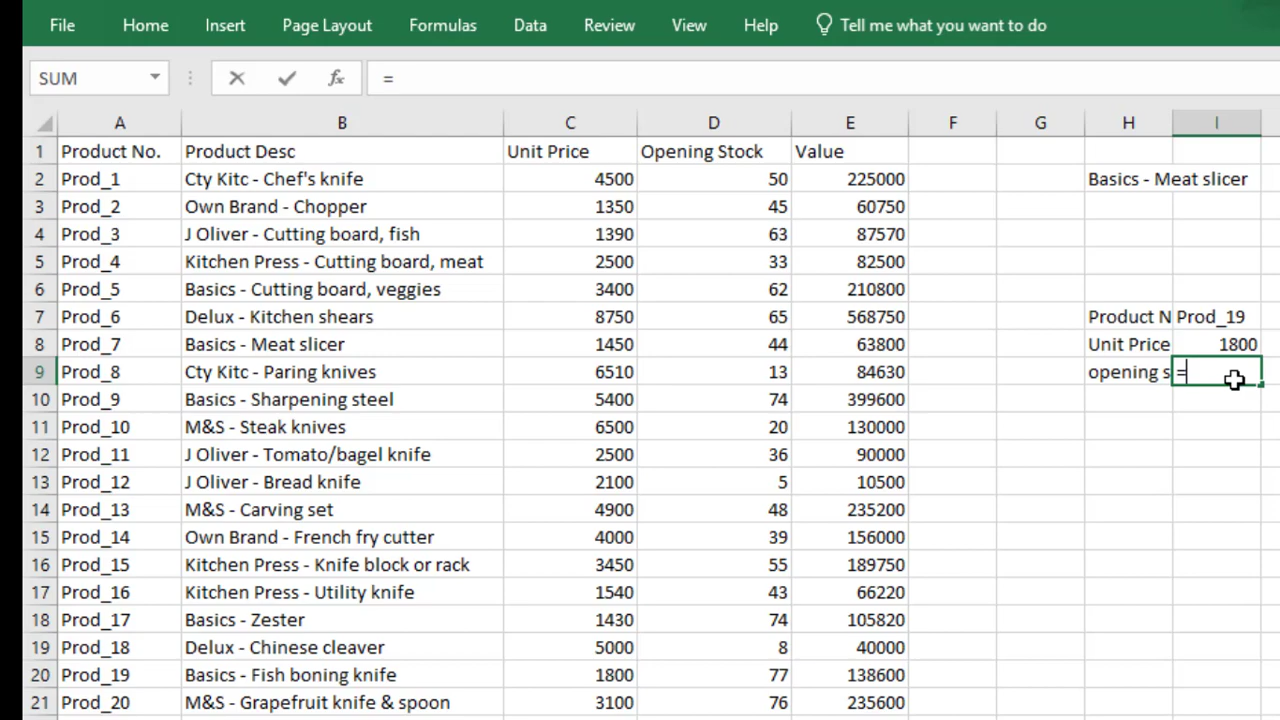 File Home Insert Page Layout Formulas Data Review View Help Tell me what you want to do
SUM fx =
A B C D E F G H I
1 Product No. Product Desc Unit Price Opening Stock Value
2 Prod_1 Cty Kitc - Chef's knife 4500 50 225000 Basics - Meat slicer
3 Prod_2 Own Brand - Chopper 1350 45 60750
4 Prod_3 J Oliver - Cutting board, fish 1390 63 87570
5 Prod_4 Kitchen Press - Cutting board, meat 2500 33 82500
6 Prod_5 Basics - Cutting board, veggies 3400 62 210800
7 Prod_6 Delux - Kitchen shears 8750 65 568750 Product N Prod_19
8 Prod_7 Basics - Meat slicer 1450 44 63800 Unit Price 1800
9 Prod_8 Cty Kitc - Paring knives 6510 13 84630 opening s =
10 Prod_9 Basics - Sharpening steel 5400 74 399600
11 Prod_10 M&S - Steak knives 6500 20 130000
12 Prod_11 J Oliver - Tomato/bagel knife 2500 36 90000
13 Prod_12 J Oliver - Bread knife 2100 5 10500
14 Prod_13 M&S - Carving set 4900 48 235200
15 Prod_14 Own Brand - French fry cutter 4000 39 156000
16 Prod_15 Kitchen Press - Knife block or rack 3450 55 189750
17 Prod_16 Kitchen Press - Utility knife 1540 43 66220
18 Prod_17 Basics - Zester 1430 74 105820
19 Prod_18 Delux - Chinese cleaver 5000 8 40000
20 Prod_19 Basics - Fish boning knife 1800 77 138600
21 Prod_20 M&S - Grapefruit knife & spoon 3100 76 235600